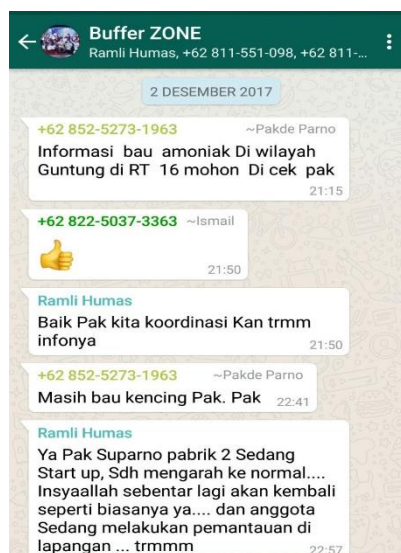 Buffer ZONE
Ramli Humas, +62 811-551-098, +62 811-...
2 DESEMBER 2017
+62 852-5273-1963 ~Pakde Parno
Informasi bau amoniak Di wilayah
Guntung di RT 16 mohon Di cek pak
21:15
+62 822-5037-3363 ~Ismail
21:50
Ramli Humas
Baik Pak kita koordinasi Kan trmm
infonya
21:50
+62 852-5273-1963 ~Pakde Parno
Masih bau kencing Pak. Pak 22:41
Ramli Humas
Ya Pak Suparno pabrik 2 Sedang
Start up, Sdh mengarah ke normal....
Insyaallah sebentar lagi akan kembali
seperti biasanya ya.... dan anggota
Sedang melakukan pemantauan di
lapangan ... trmmm 22:57